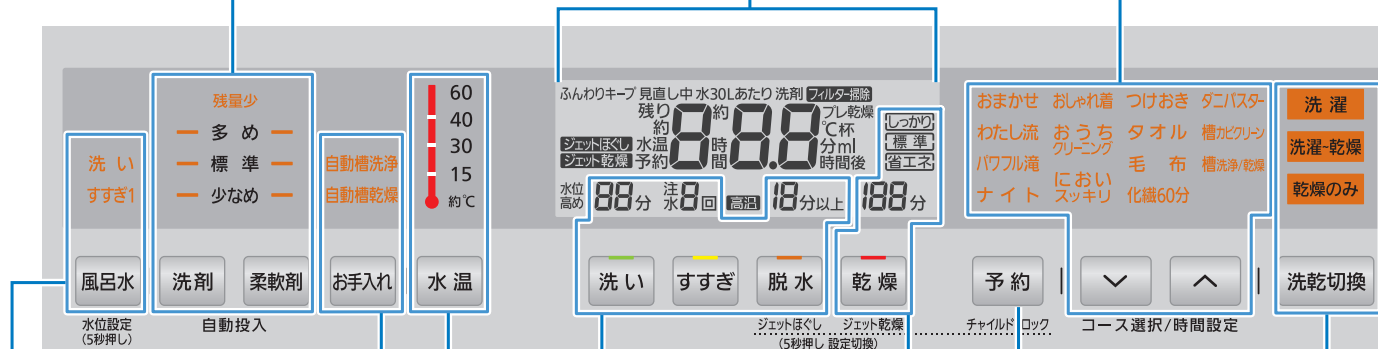 残量少
多め
標準
少なめ
洗い
すすぎ1
自動槽洗浄
自動槽乾燥
60
40
30
15
約℃
ふんわりキープ 見直し中 水30Lあたり 洗剤 フィルター掃除
残り
約
8
約
8.8
プレ乾燥
℃杯
分ml
時間後
時間
ジェットほぐし 水温
ジェット乾燥 予約
しっかり
標準
省エネ
水位高め 88分 注水8回 高温 18分以上 188分
おまかせ おしゃれ着 つけおき ダニバスター
わたし流 おうちクリーニング タオル 槽カビクリーン
パワフル滝 毛布 槽洗浄/乾燥
ナイト においスッキリ 化繊60分
洗濯
洗濯-乾燥
乾燥のみ
風呂水
洗剤
柔軟剤
お手入れ
水温
洗い
すすぎ
脱水
乾燥
予約
洗乾切換
水位設定
(5秒押し)
自動投入
ジェットほぐし ジェット乾燥
(5秒押し 設定切換)
チャイルドロック
コース選択/時間設定